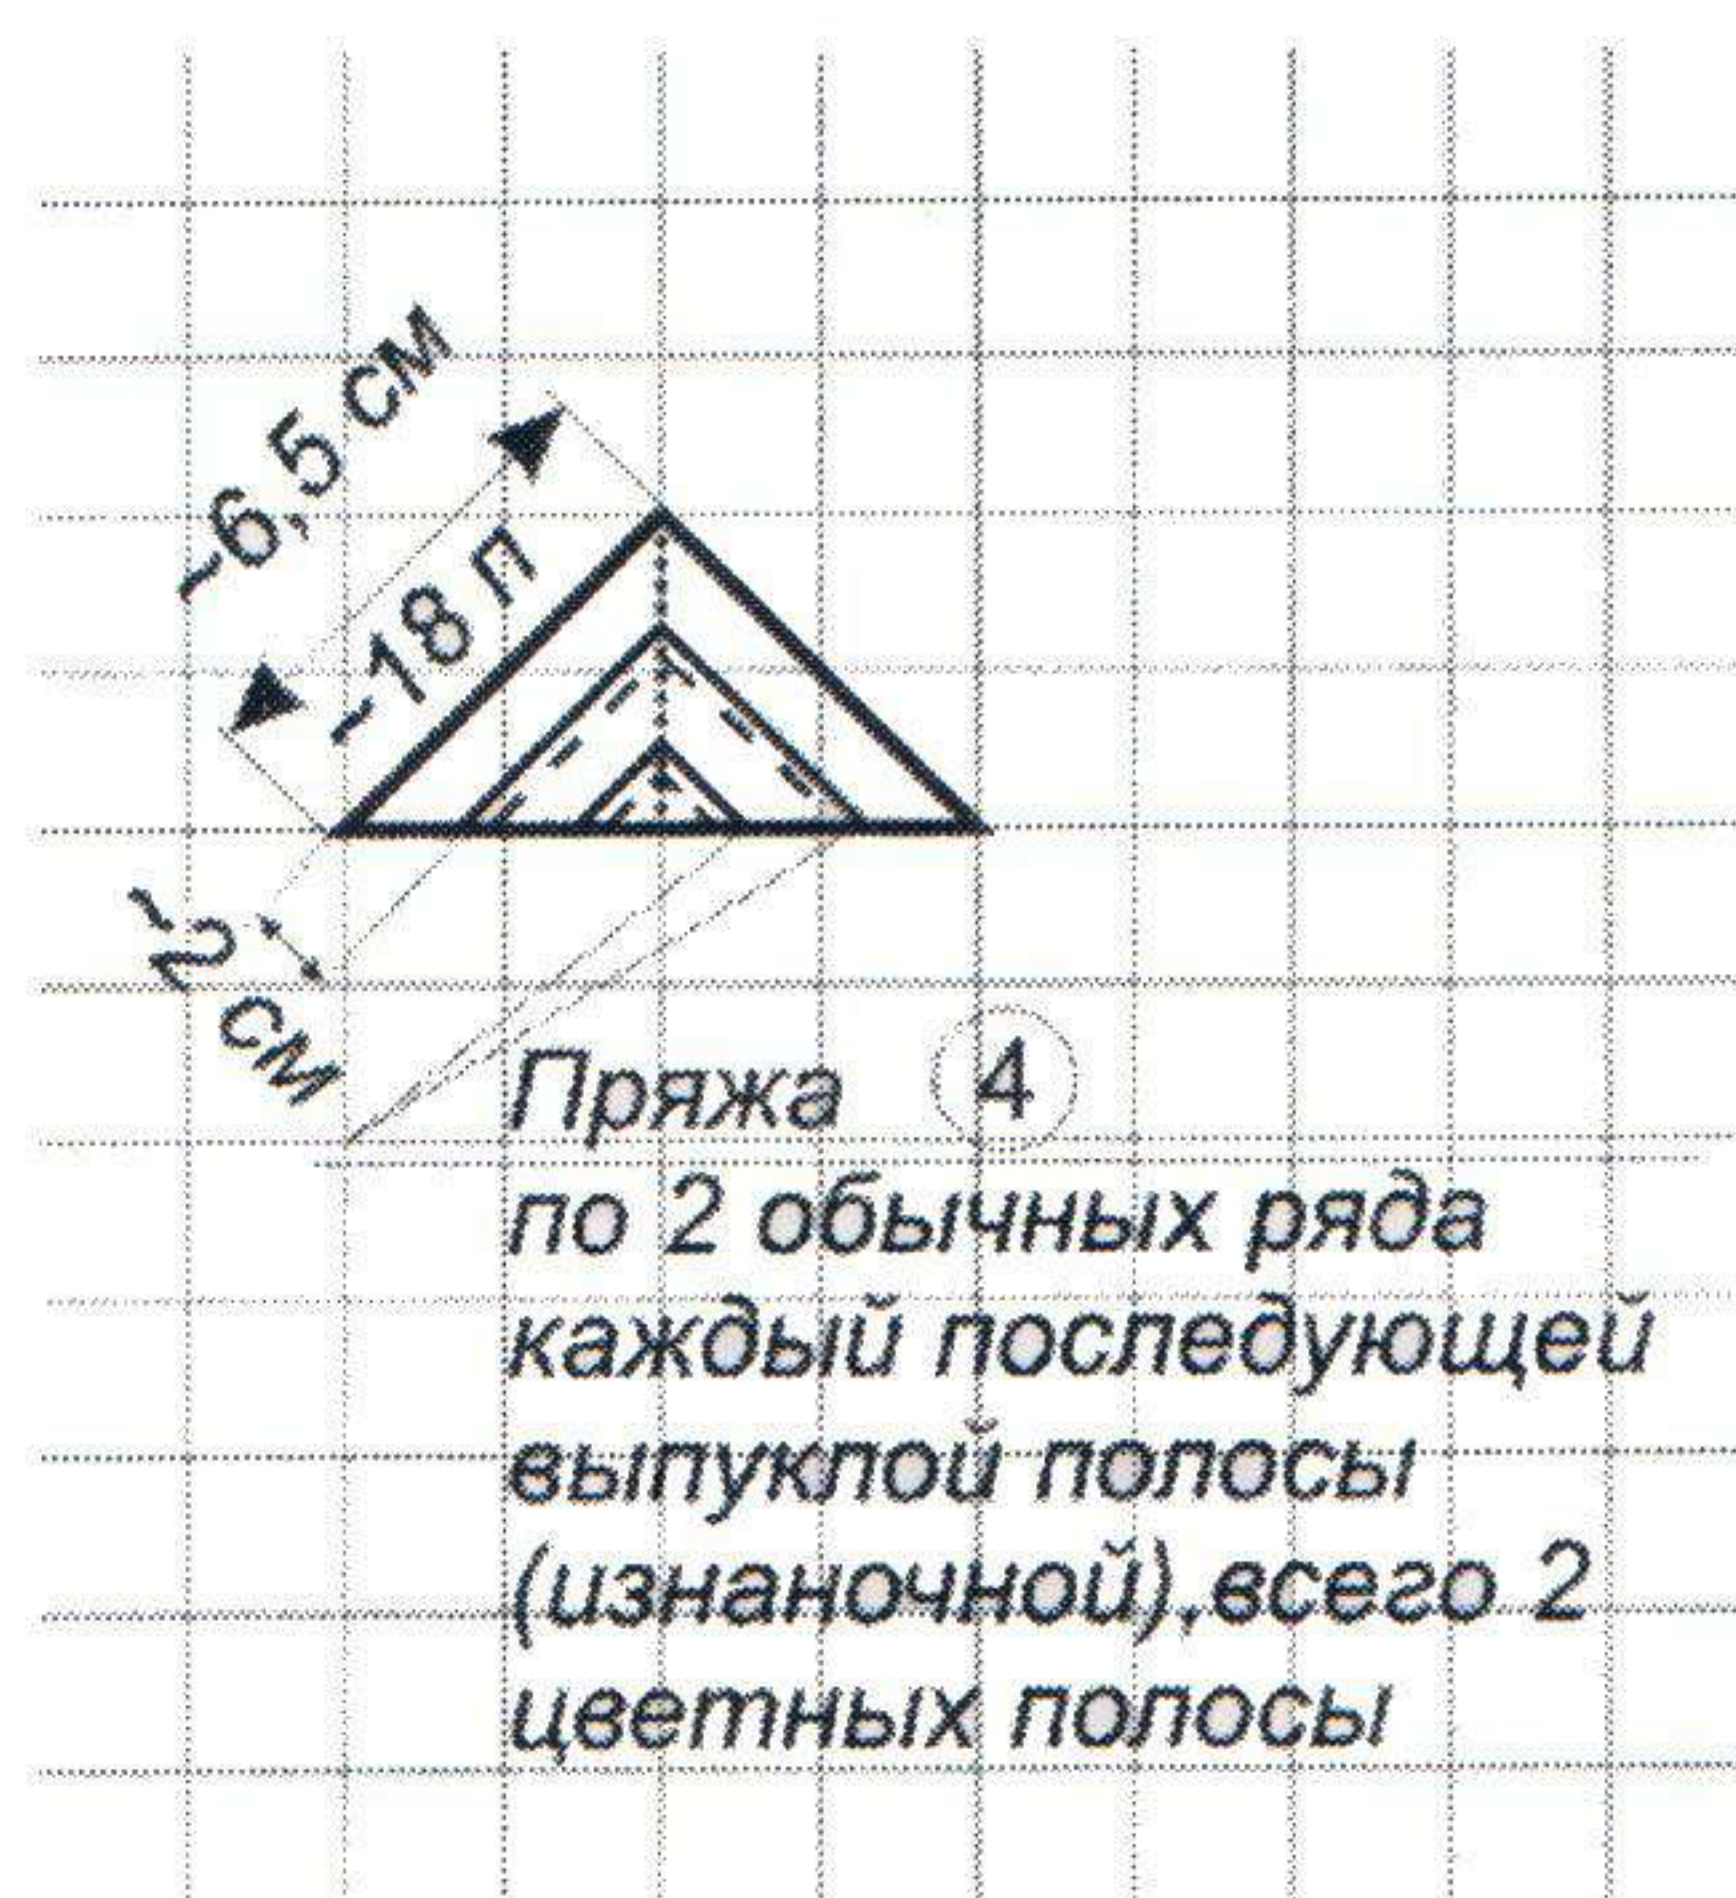 ~6,5 см
~18 п
~2 см
Пряжа 4
по 2 обычных ряда
каждый последующей
выпуклой полосы
(изнаночной),всего 2
цветных полосы